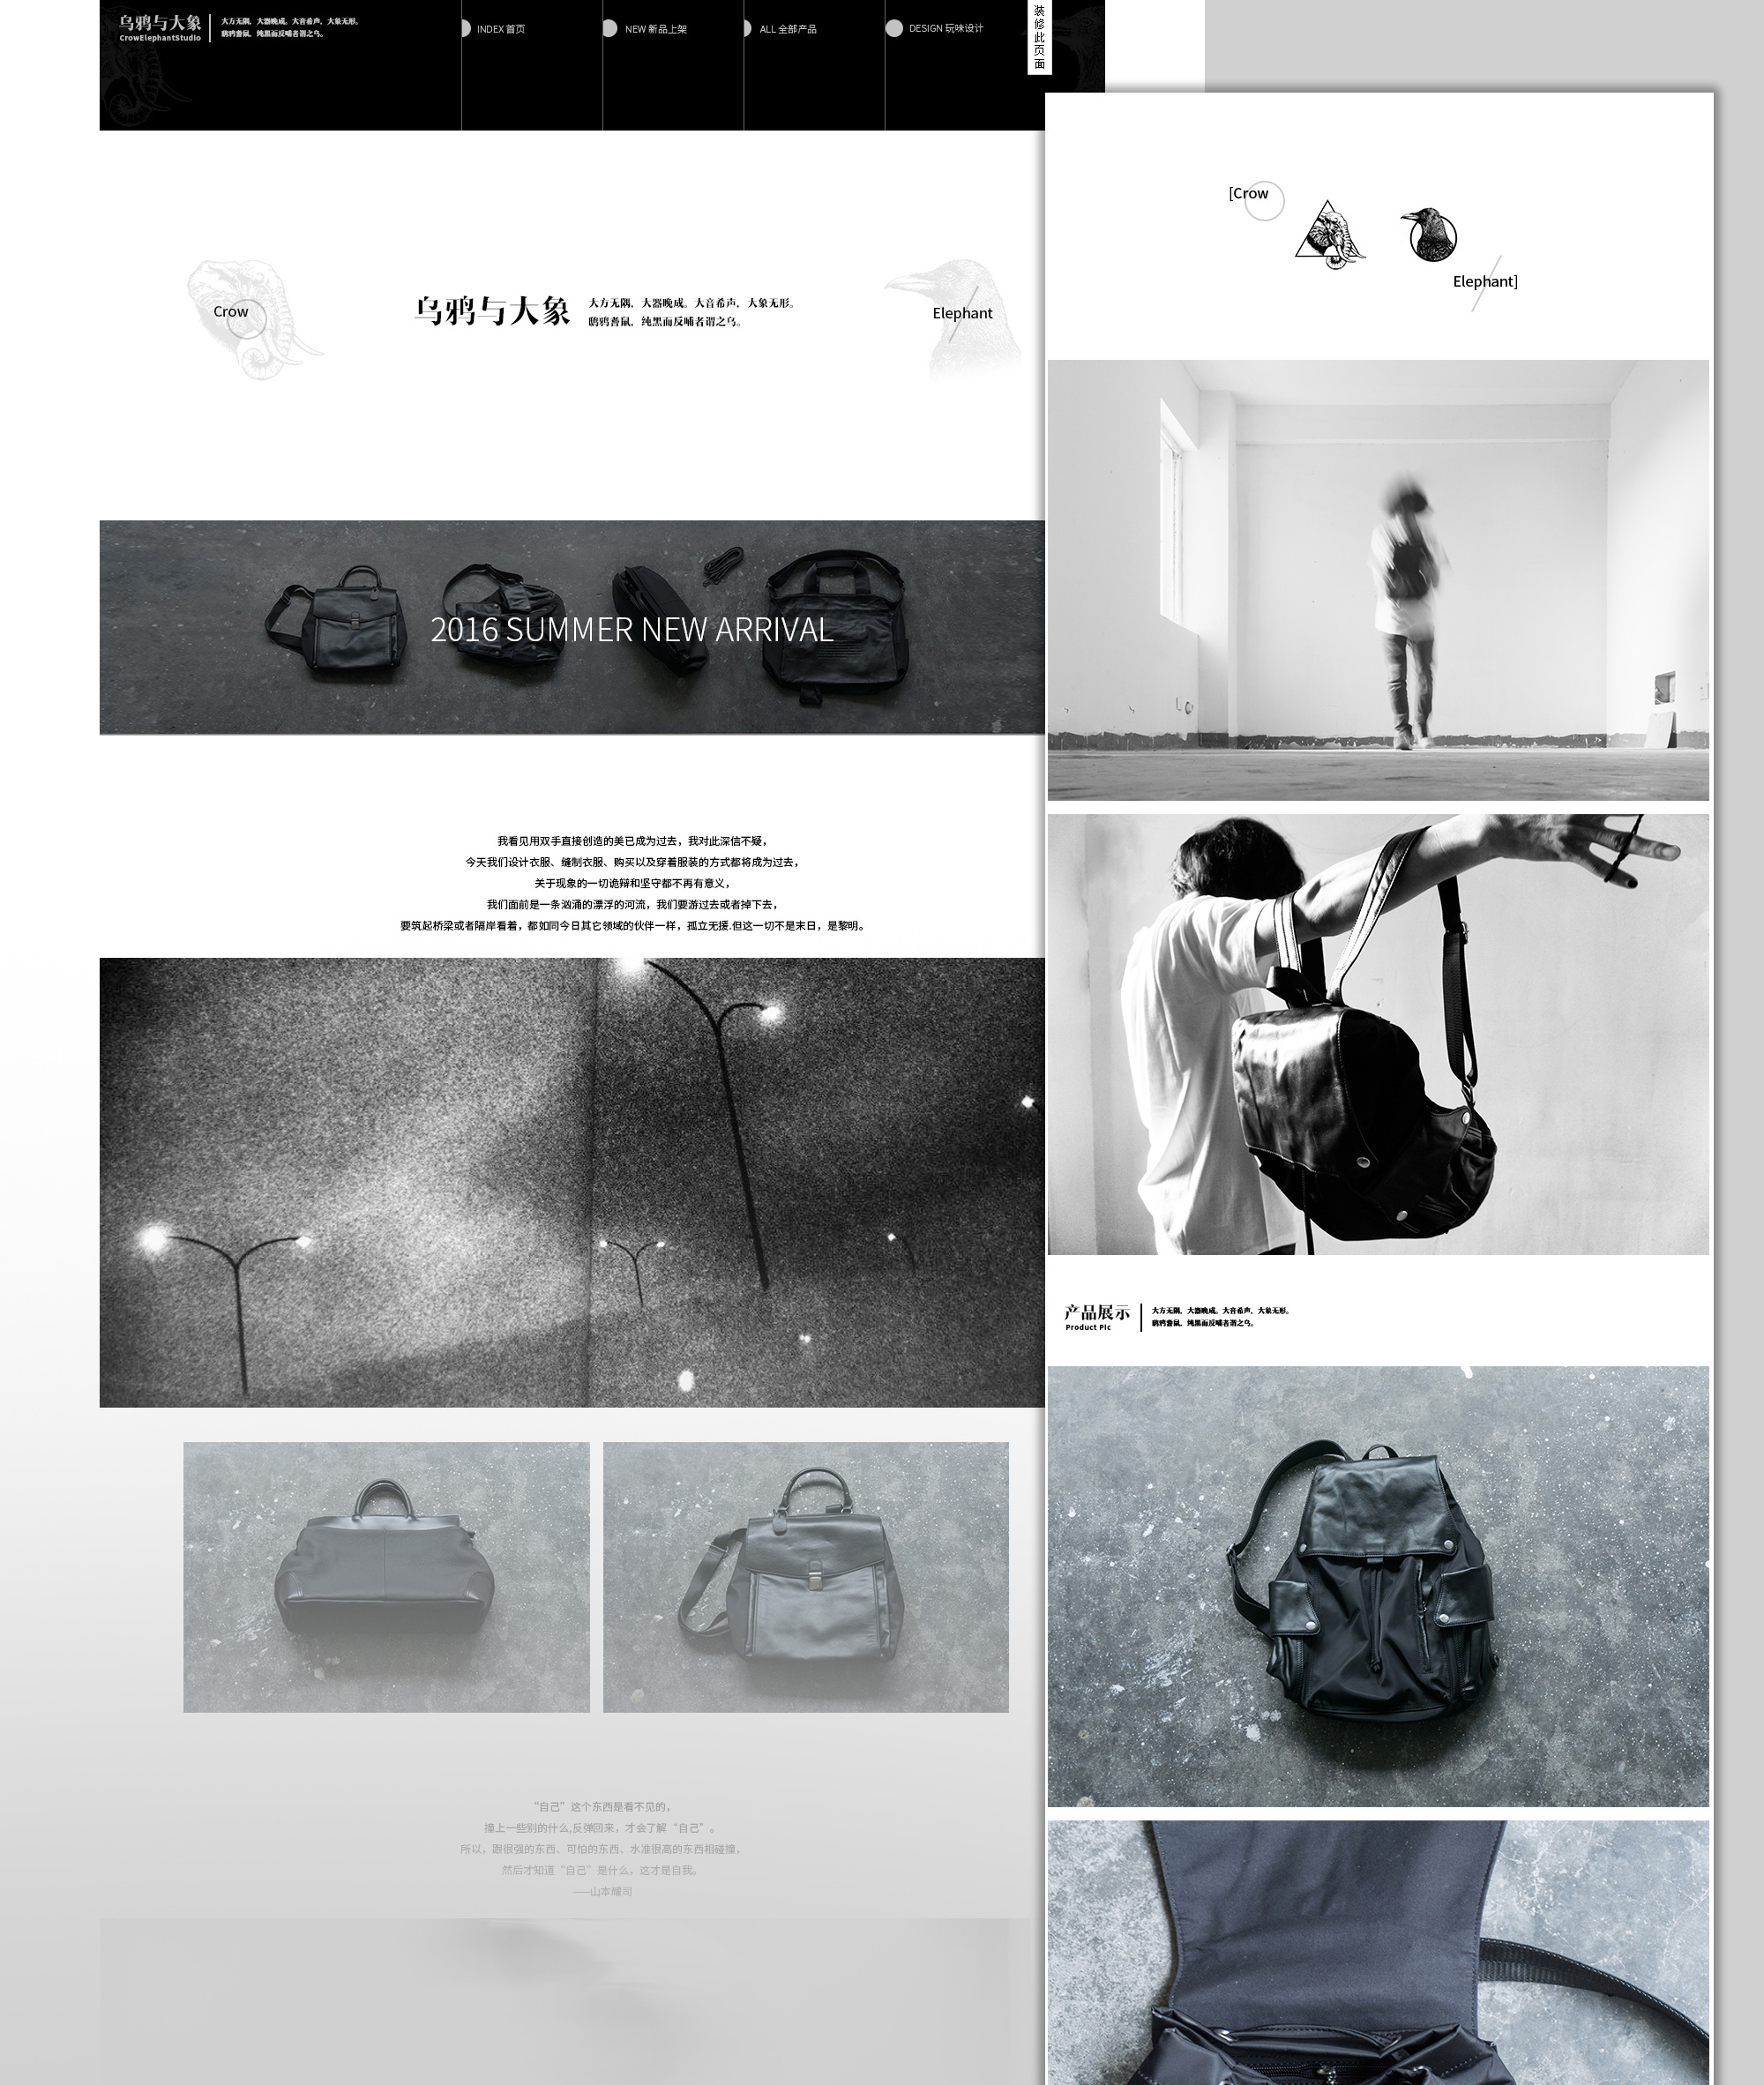 乌鸦与大象
CrowElephantStudio
大方无隅，大器晚成。大音希声，大象无形。
鸱鸦耆鼠，纯黑而反哺者谓之乌。
INDEX 首页
NEW 新品上架
ALL 全部产品
DESIGN 玩味设计
装修此页面
Crow
乌鸦与大象
大方无隅，大器晚成。大音希声，大象无形。
鸱鸦耆鼠，纯黑而反哺者谓之乌。
Elephant
2016 SUMMER NEW ARRIVAL
我看见用双手直接创造的美已成为过去，我对此深信不疑，
今天我们设计衣服、缝制衣服、购买以及穿着服装的方式都将成为过去，
关于现象的一切诡辩和坚守都不再有意义，
我们面前是一条汹涌的漂浮的河流，我们要游过去或者掉下去，
要筑起桥梁或者隔岸看着，都如同今日其它领域的伙伴一样，孤立无援.但这一切不是末日，是黎明。
“自己”这个东西是看不见的，
撞上一些别的什么,反弹回来，才会了解“自己”。
所以，跟很强的东西、可怕的东西、水准很高的东西相碰撞，
然后才知道“自己”是什么，这才是自我。
——山本耀司
[Crow
Elephant]
产品展示
Product Pic
大方无隅，大器晚成。大音希声，大象无形。
鸱鸦耆鼠，纯黑而反哺者谓之乌。